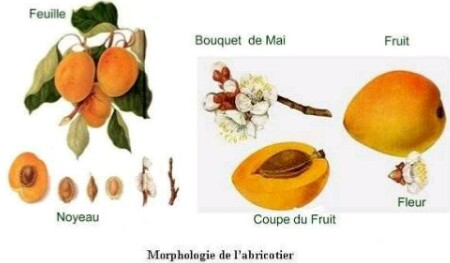 Feuille
Bouquet de Mai
Fruit
Noyeau
Coupe du Fruit
Fleur
Morphologie de l'abricotier